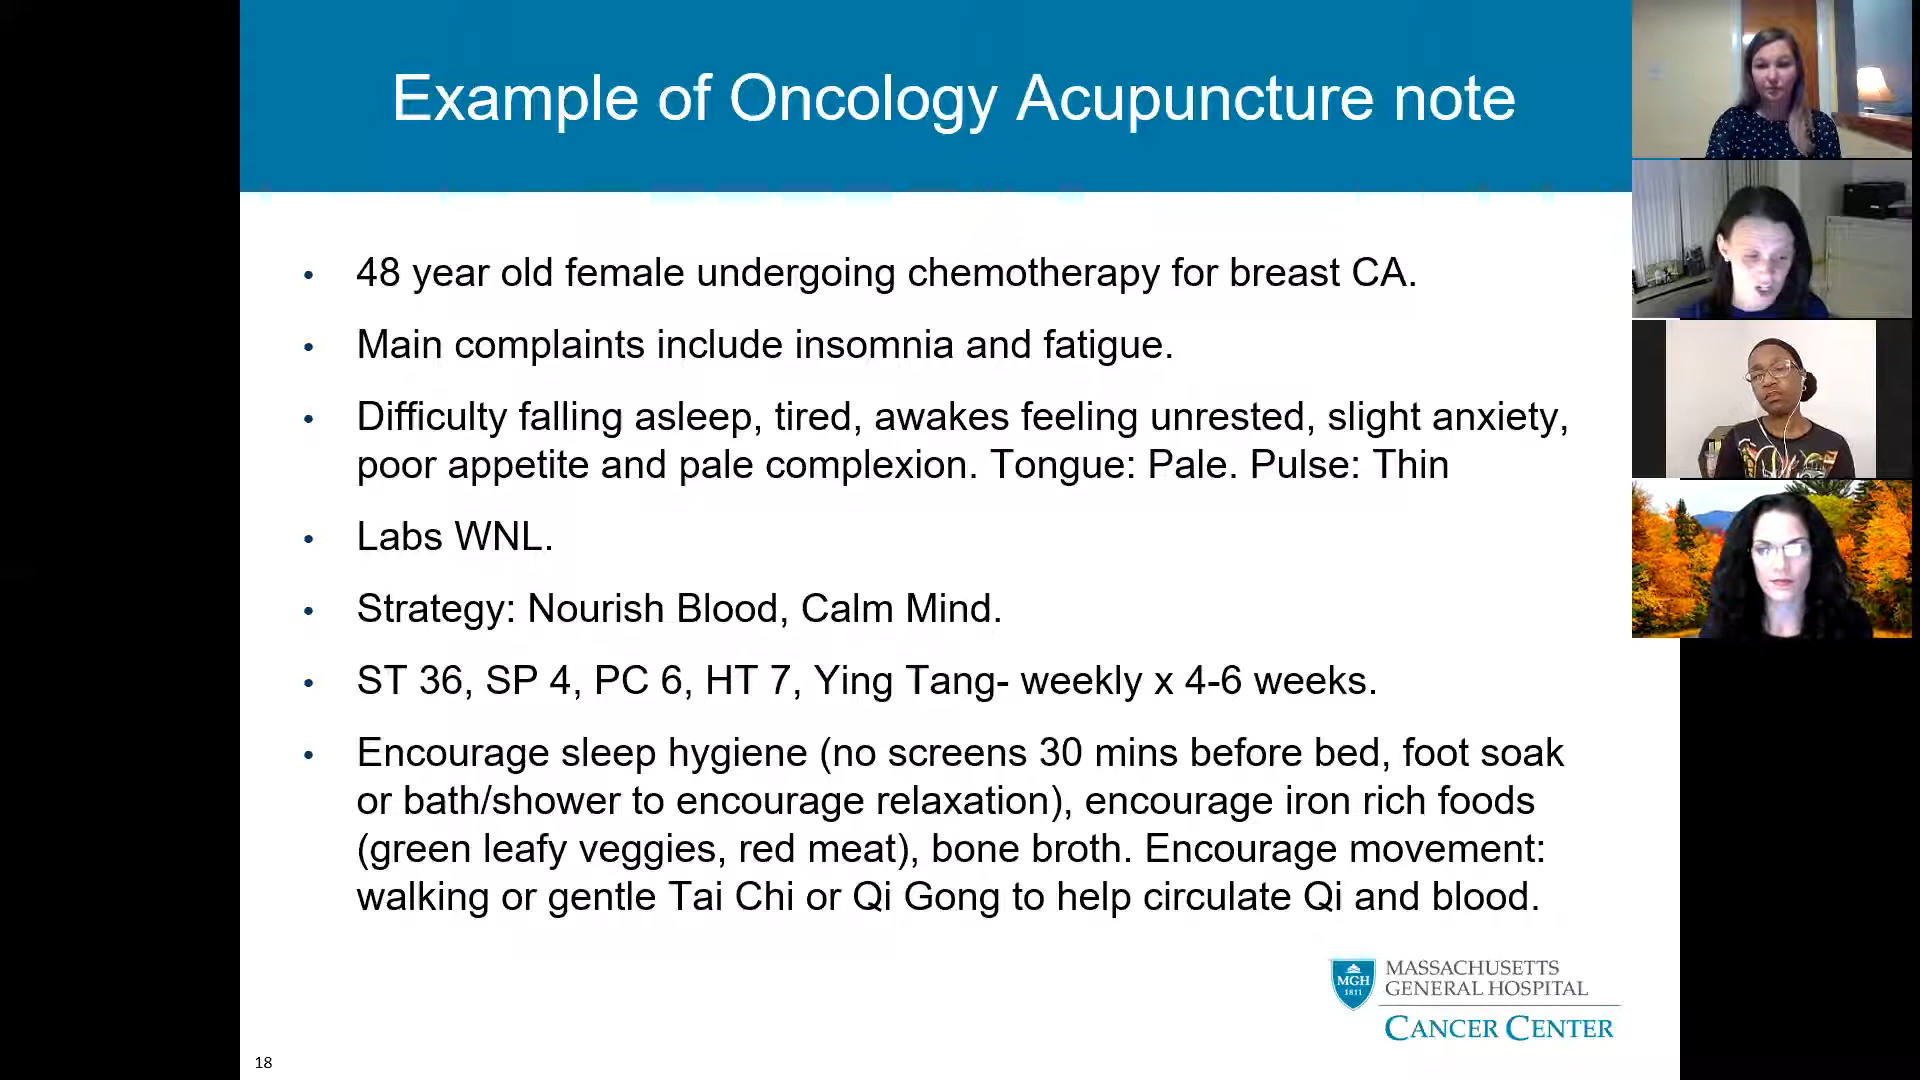 Example of Oncology Acupuncture note
• 48 year old female undergoing chemotherapy for breast CA.
• Main complaints include insomnia and fatigue.
• Difficulty falling asleep, tired, awakes feeling unrested, slight anxiety,
poor appetite and pale complexion. Tongue: Pale. Pulse: Thin
• Labs WNL.
• Strategy: Nourish Blood, Calm Mind.
• ST 36, SP 4, PC 6, HT 7, Ying Tang- weekly x 4-6 weeks.
• Encourage sleep hygiene (no screens 30 mins before bed, foot soak
or bath/shower to encourage relaxation), encourage iron rich foods
(green leafy veggies, red meat), bone broth. Encourage movement:
walking or gentle Tai Chi or Qi Gong to help circulate Qi and blood.
MGH
1811
MASSACHUSETTS
GENERAL HOSPITAL
CANCER CENTER
18